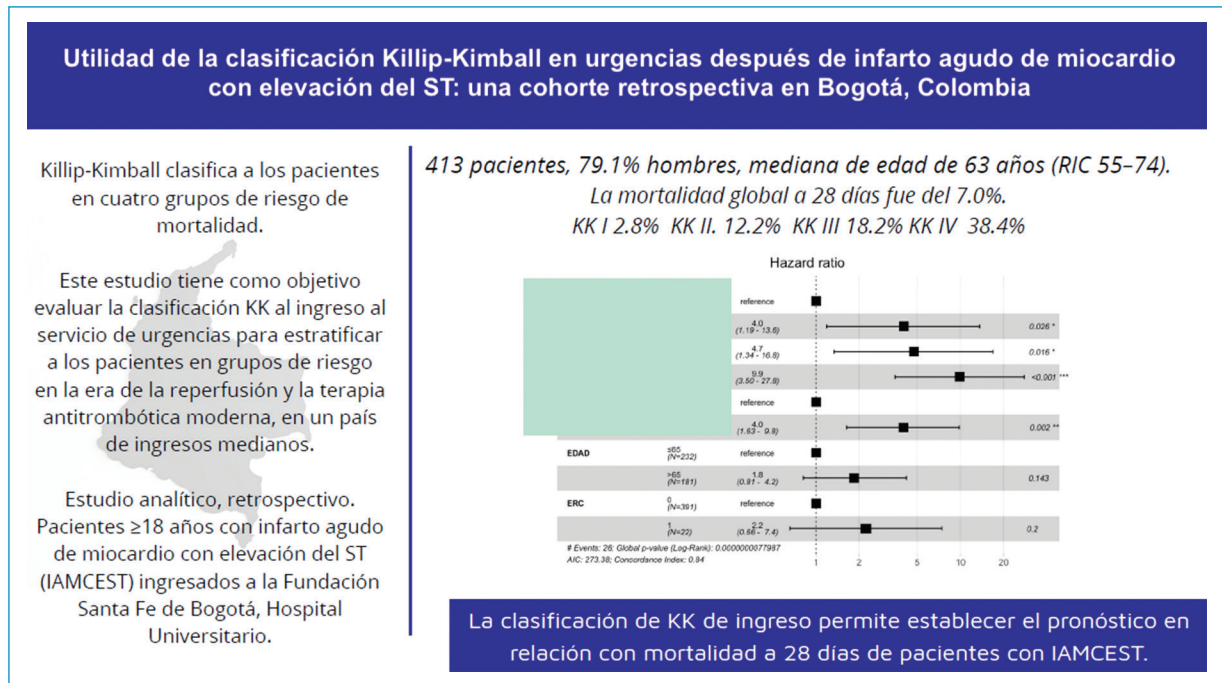 Utilidad de la clasificación Killip-Kimball en urgencias después de infarto agudo de miocardio
con elevación del ST: una cohorte retrospectiva en Bogotá, Colombia
Killip-Kimball clasifica a los pacientes
en cuatro grupos de riesgo de
mortalidad.
Este estudio tiene como objetivo
evaluar la clasificación KK al ingreso al
servicio de urgencias para estratificar
a los pacientes en grupos de riesgo
en la era de la reperfusión y la terapia
antitrombótica moderna, en un país
de ingresos medianos.
Estudio analítico, retrospectivo.
Pacientes ≥18 años con infarto agudo
de miocardio con elevación del ST
(IAMCEST) ingresados a la Fundación
Santa Fe de Bogotá, Hospital
Universitario.
413 pacientes, 79.1% hombres, mediana de edad de 63 años (RIC 55–74).
La mortalidad global a 28 días fue del 7.0%.
KK I 2.8% KK II. 12.2% KK III 18.2% KK IV 38.4%
Hazard ratio
reference
4.0
(1.19 - 13.6)
0.026 *
4.7
(1.34 - 16.8)
0.016 *
9.9
(3.50 - 27.8)
<0.001 ***
reference
4.0
(1.63 - 9.8)
0.002 **
EDAD
≤65
(N=232)
reference
>65
(N=181)
1.8
(0.81 - 4.2)
0.143
ERC
0
(N=391)
reference
1
(N=22)
2.2
(0.66 - 7.4)
0.2
# Events: 26; Global p-value (Log-Rank): 0.0000000077987
AIC: 273.38; Concordance Index: 0.84
1 2 5 10 20
La clasificación de KK de ingreso permite establecer el pronóstico en
relación con mortalidad a 28 días de pacientes con IAMCEST.